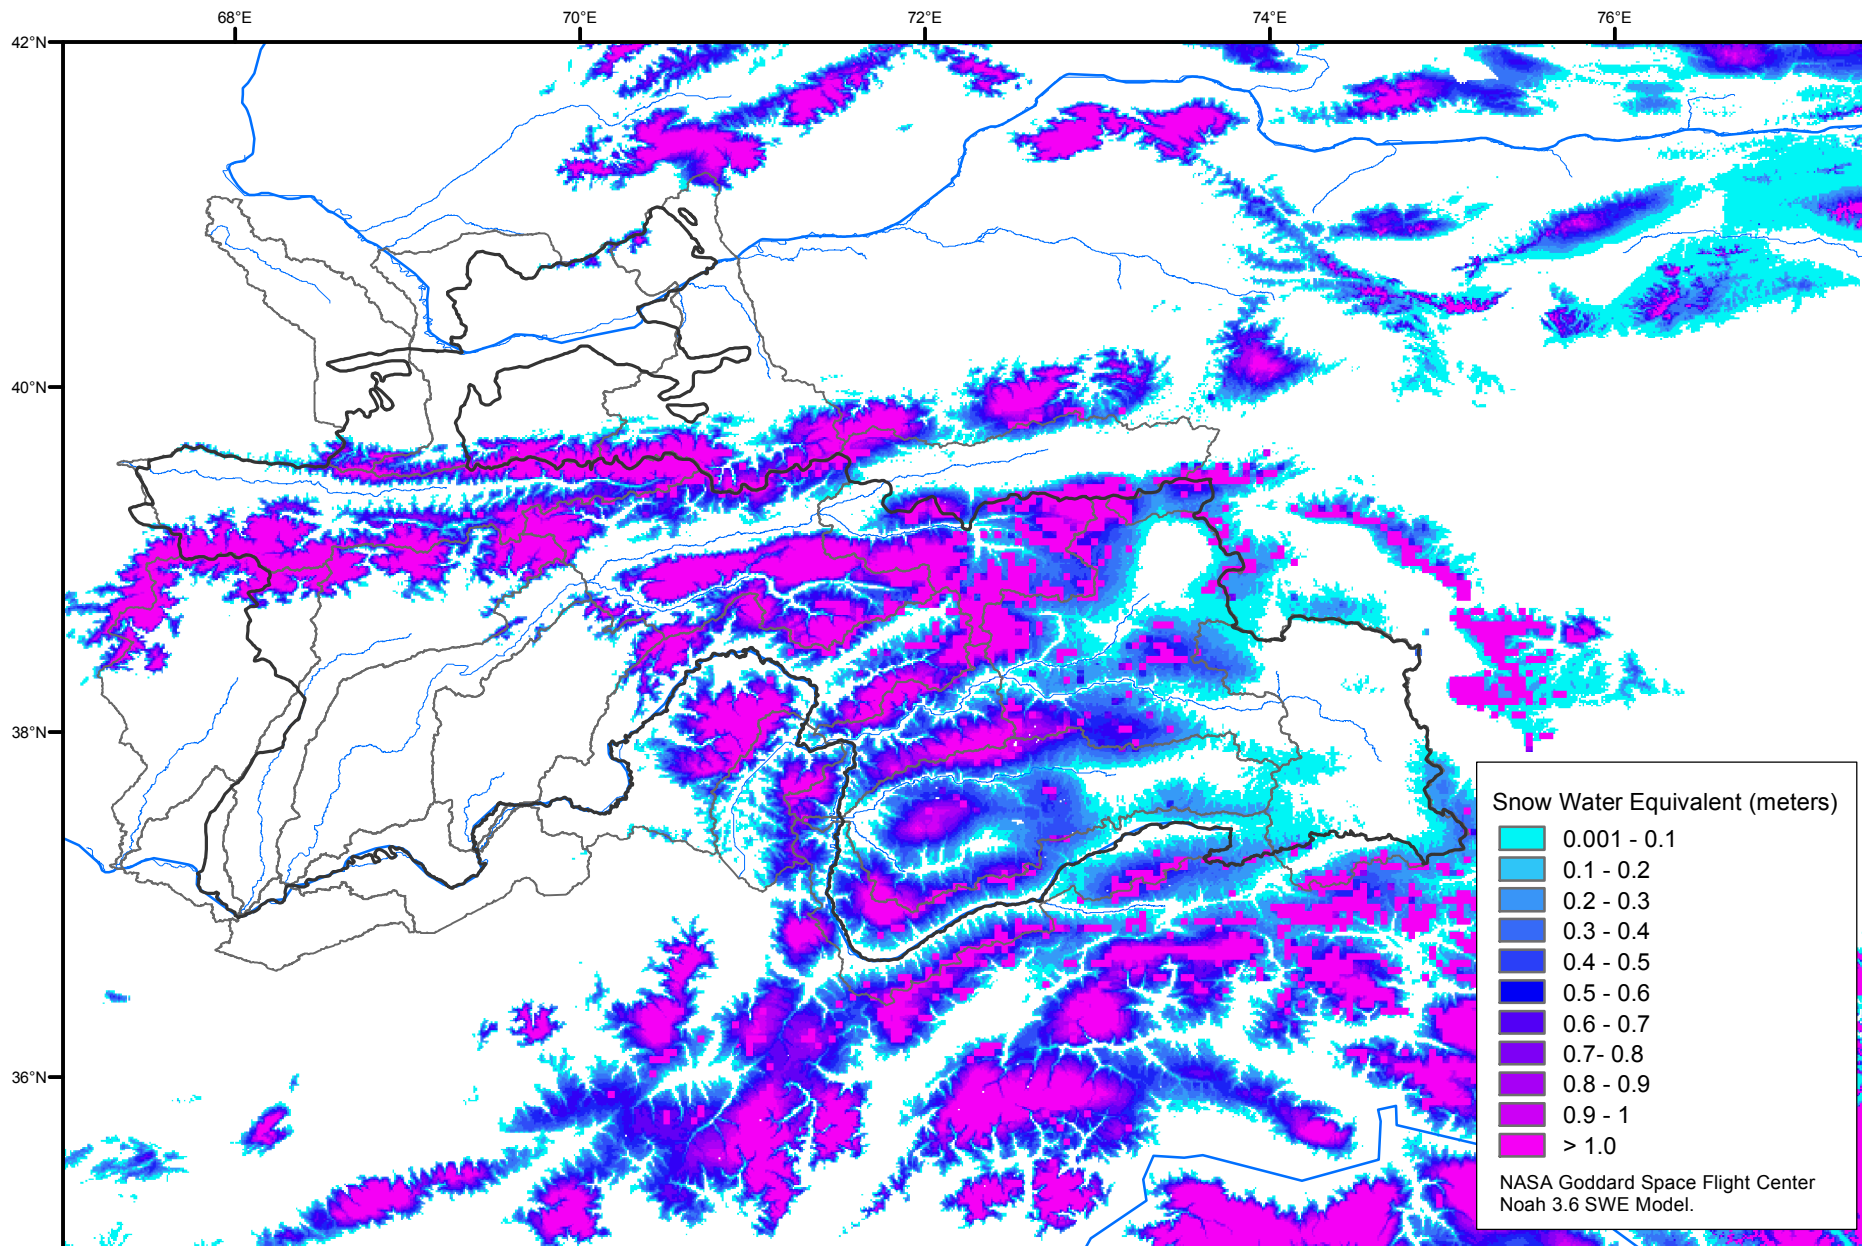 68°E
70°E
72°E
74°E
76°E
42°N
40°N
38°N
36°N
Snow Water Equivalent (meters)
0.001 - 0.1
0.1 - 0.2
0.2 - 0.3
0.3 - 0.4
0.4 - 0.5
0.5 - 0.6
0.6 - 0.7
0.7- 0.8
0.8 - 0.9
0.9 - 1
> 1.0
NASA Goddard Space Flight Center
Noah 3.6 SWE Model.